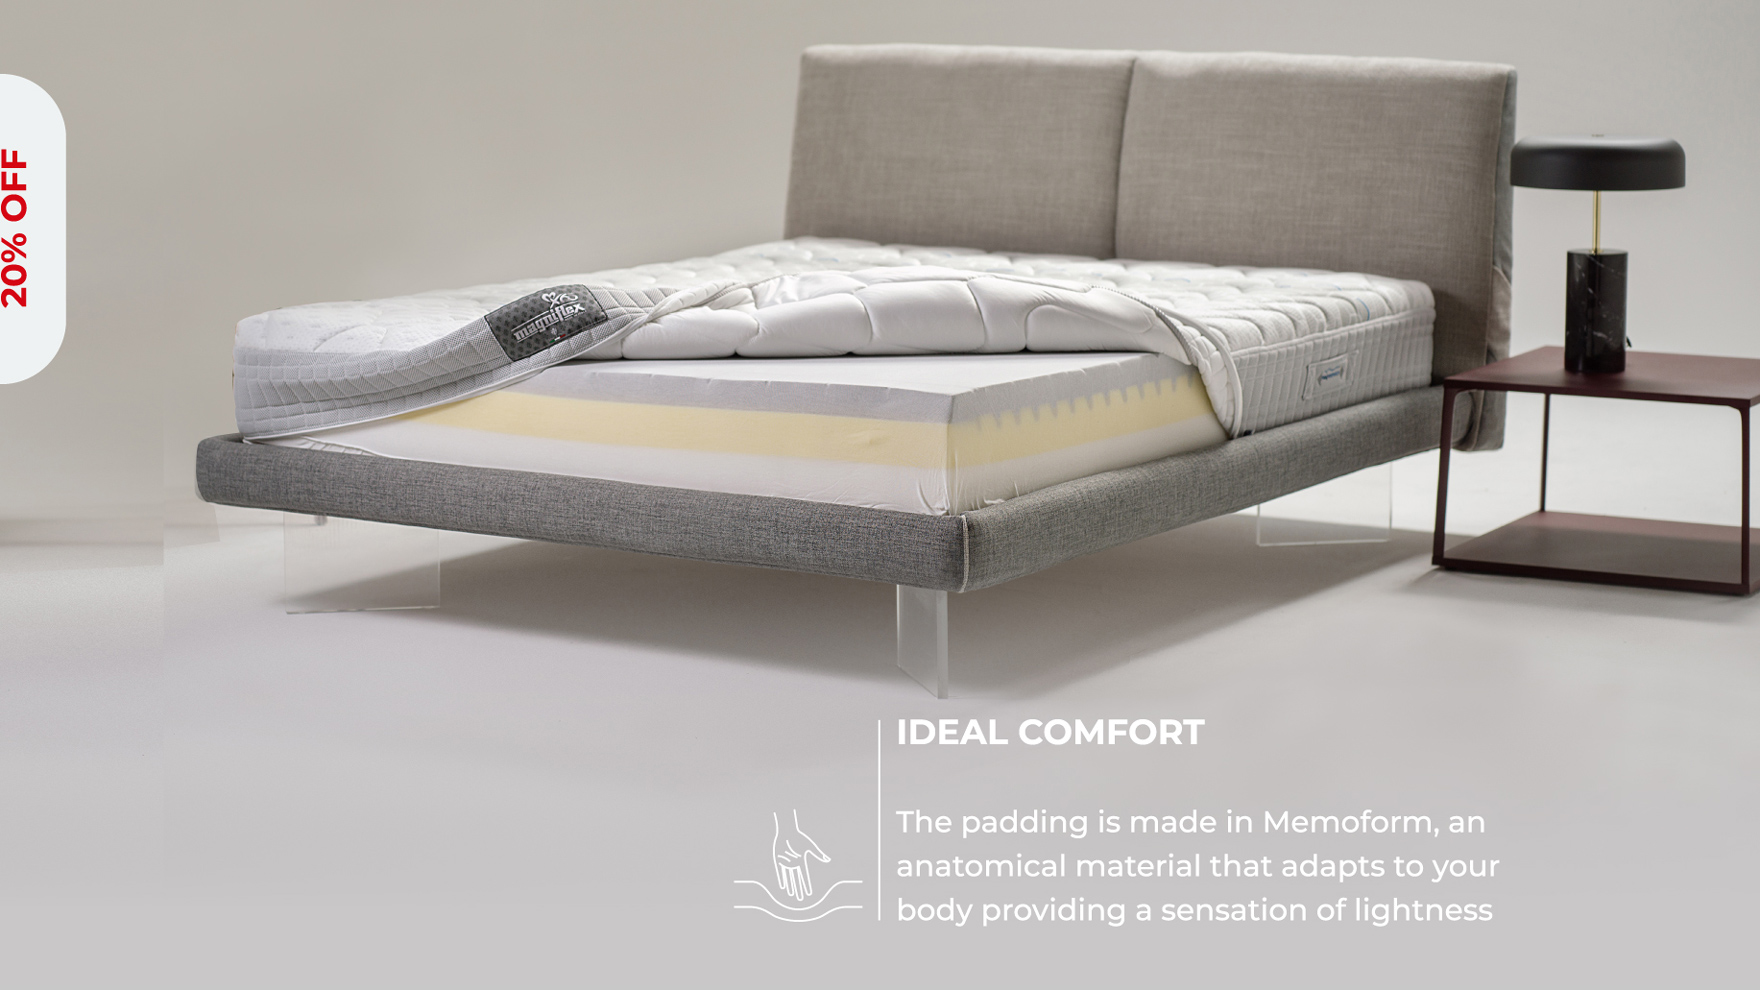 20% OFF
magniflex
IDEAL COMFORT
The padding is made in Memoform, an
anatomical material that adapts to your
body providing a sensation of lightness